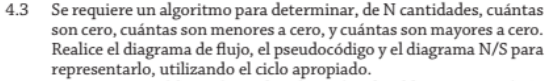 4.3 Se requiere un algoritmo para determinar, de N cantidades, cuántas
son cero, cuántas son menores a cero, y cuántas son mayores a cero.
Realice el diagrama de flujo, el pseudocódigo y el diagrama N/S para
representarlo, utilizando el ciclo apropiado.